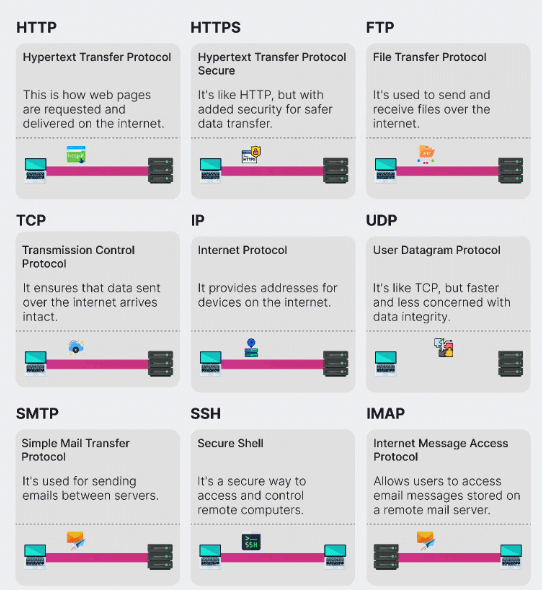 HTTP
Hypertext Transfer Protocol
This is how web pages
are requested and
delivered on the internet.
HTTP
HTTPS
Hypertext Transfer Protocol
Secure
It's like HTTP, but with
added security for safer
data transfer.
HTTPS
FTP
File Transfer Protocol
It's used to send and
receive files over the
internet.
TCP
Transmission Control
Protocol
It ensures that data sent
over the internet arrives
intact.
IP
Internet Protocol
It provides addresses for
devices on the internet.
UDP
User Datagram Protocol
It's like TCP, but faster
and less concerned with
data integrity.
SMTP
Simple Mail Transfer
Protocol
It's used for sending
emails between servers.
SSH
Secure Shell
It's a secure way to
access and control
remote computers.
>_
SSH
IMAP
Internet Message Access
Protocol
Allows users to access
email messages stored on
a remote mail server.